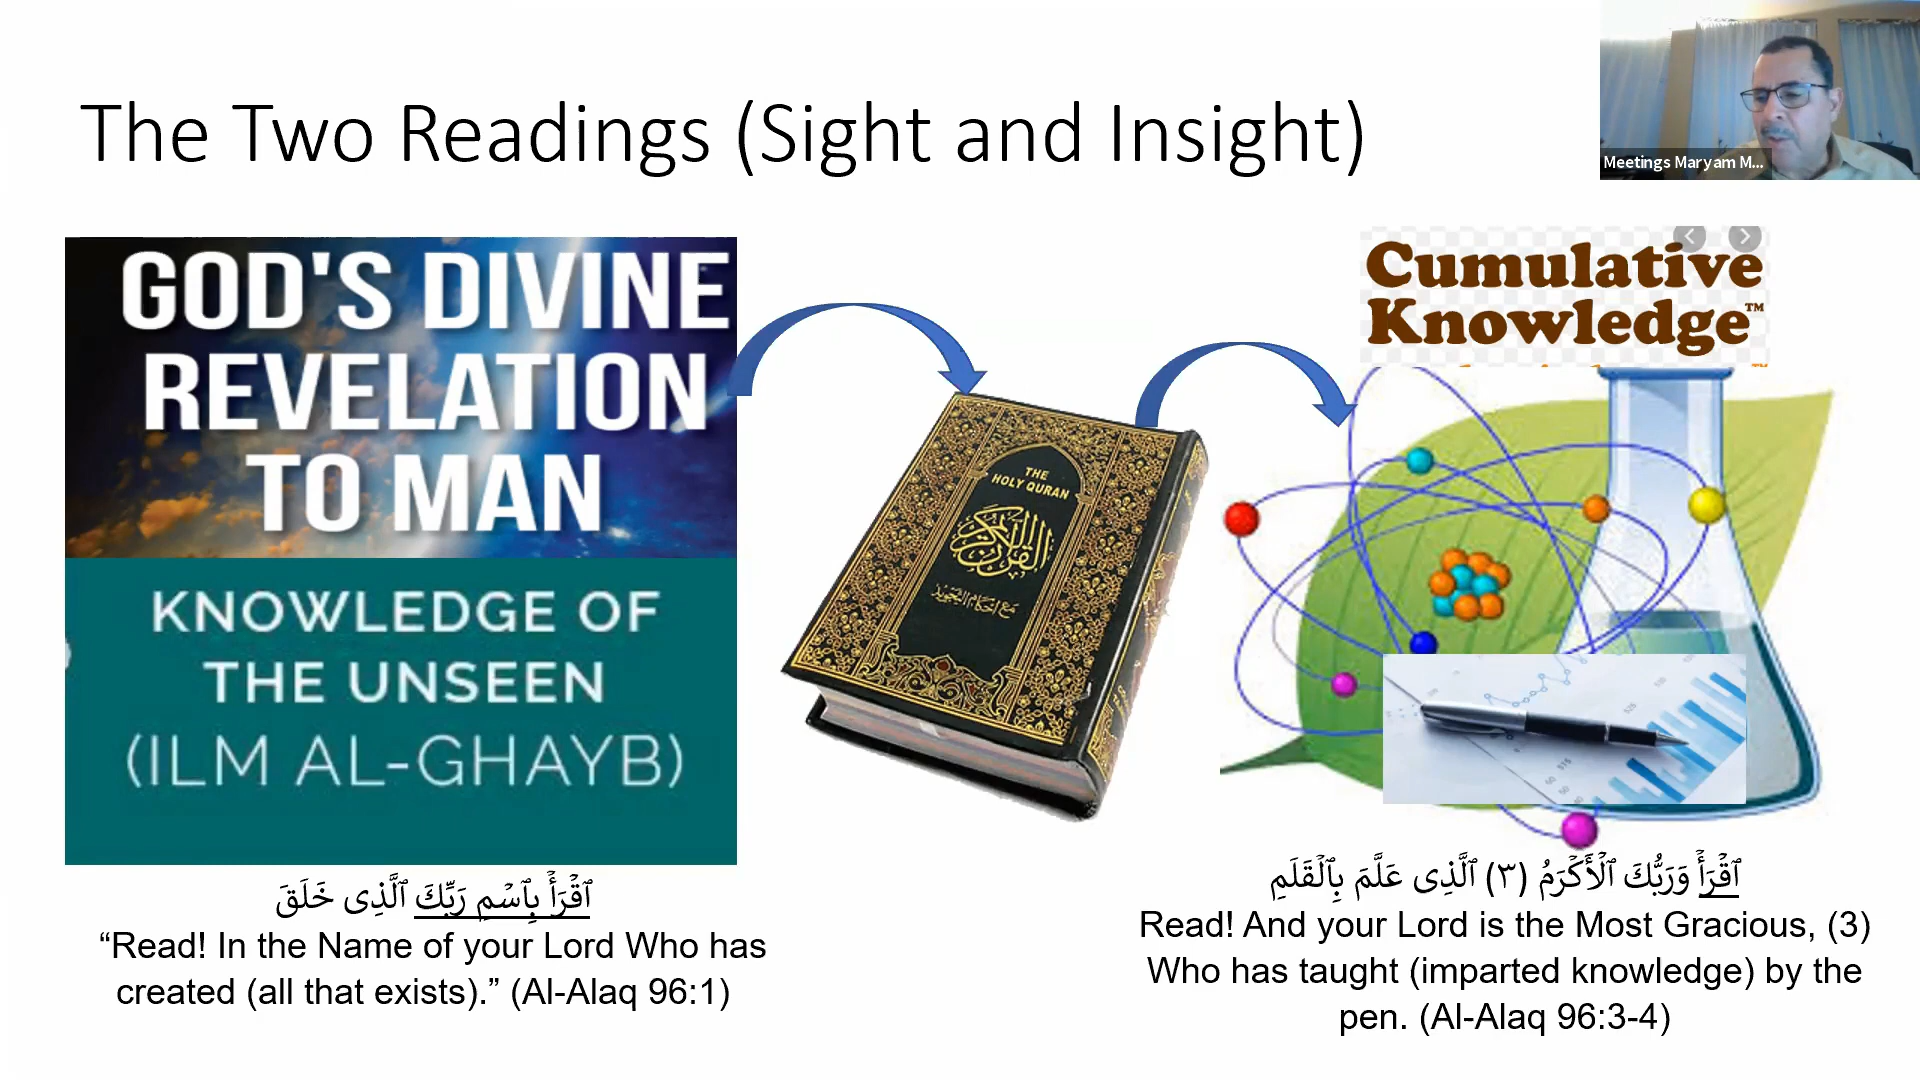 The Two Readings (Sight and Insight)
Meetings Maryam M...
GOD'S DIVINE
REVELATION
TO MAN
KNOWLEDGE OF
THE UNSEEN
(ILM AL-GHAYB)
ٱقْرَأْ بِٱسْمِ رَبِّكَ ٱلَّذِى خَلَقَ
“Read! In the Name of your Lord Who has
created (all that exists).” (Al-Alaq 96:1)
THE
HOLY QURAN
القرآن الكريم
مع احكام التجويد
Cumulative
Knowledge™
ٱقْرَأْ وَرَبُّكَ ٱلْأَكْرَمُ (٣) ٱلَّذِى عَلَّمَ بِٱلْقَلَمِ
Read! And your Lord is the Most Gracious, (3)
Who has taught (imparted knowledge) by the
pen. (Al-Alaq 96:3-4)